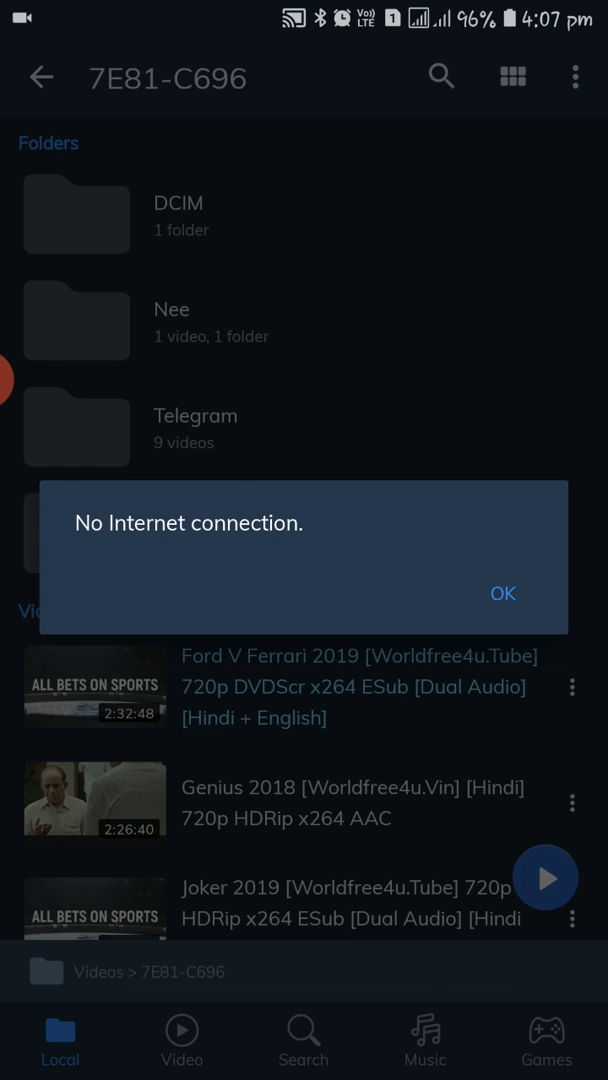 Vo))
LTE
1
96%
4:07 pm
7E81-C696
Folders
DCIM
1 folder
Nee
1 video, 1 folder
Telegram
9 videos
No Internet connection.
OK
Vid
Ford V Ferrari 2019 [Worldfree4u.Tube]
720p DVDScr x264 ESub [Dual Audio]
[Hindi + English]
ALL BETS ON SPORTS
2:32:48
Genius 2018 [Worldfree4u.Vin] [Hindi]
720p HDRip x264 AAC
2:26:40
Joker 2019 [Worldfree4u.Tube] 720p
HDRip x264 ESub [Dual Audio] [Hindi
ALL BETS ON SPORTS
Videos > 7E81-C696
Local
Video
Search
Music
Games